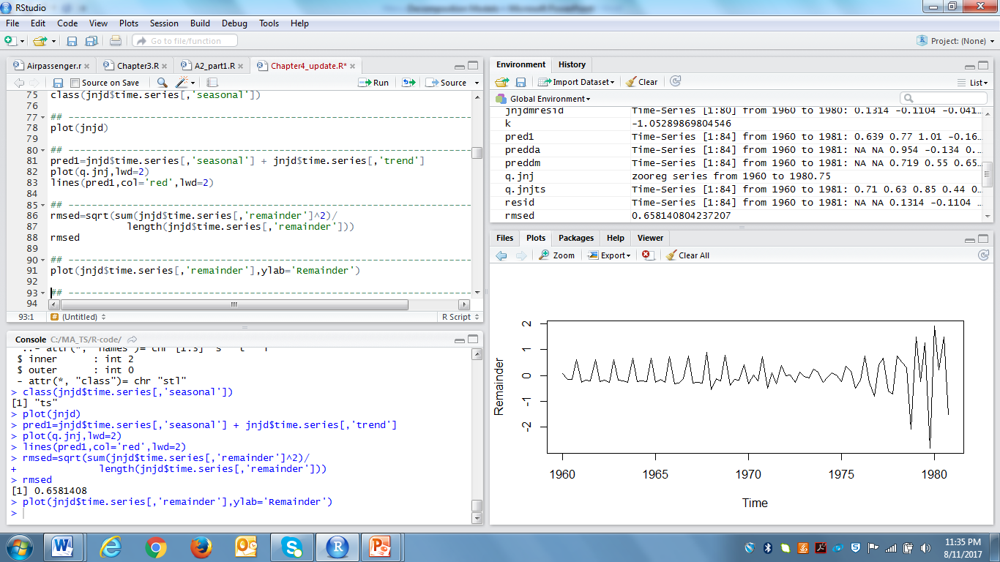 RStudio
File Edit Code View Plots Session Build Debug Tools Help
Go to file/function
Project: (None)
Airpassenger.r
Chapter3.R
A2_part1.R
Chapter4_update.R*
Source on Save
Run
Source
75 class(jnjd$time.series[,'seasonal'])
76
77 ## ------------------------------------------------------------------------
78 plot(jnjd)
79
80 ## ------------------------------------------------------------------------
81 pred1=jnjd$time.series[,'seasonal'] + jnjd$time.series[,'trend']
82 plot(q.jnj,lwd=2)
83 lines(pred1,col='red',lwd=2)
84
85 ## ------------------------------------------------------------------------
86 rmsed=sqrt(sum(jnjd$time.series[,'remainder']^2)/
87 length(jnjd$time.series[,'remainder']))
88 rmsed
89
90 ## ------------------------------------------------------------------------
91 plot(jnjd$time.series[,'remainder'],ylab='Remainder')
92
93 ## ------------------------------------------------------------------------
94
93:1
(Untitled)
R Script
Console C:/MA_TS/R-code/
..- attr(*, "names")= chr [1:3] "s" "t" "l"
$ inner : int 2
$ outer : int 0
- attr(*, "class")= chr "stl"
> class(jnjd$time.series[,'seasonal'])
[1] "ts"
> plot(jnjd)
> pred1=jnjd$time.series[,'seasonal'] + jnjd$time.series[,'trend']
> plot(q.jnj,lwd=2)
> lines(pred1,col='red',lwd=2)
> rmsed=sqrt(sum(jnjd$time.series[,'remainder']^2)/
+ length(jnjd$time.series[,'remainder']))
> rmsed
[1] 0.6581408
> plot(jnjd$time.series[,'remainder'],ylab='Remainder')
>
Environment History
Import Dataset
Clear
List
Global Environment
jnjdmresid Time-Series [1:80] from 1960 to 1980: 0.1314 -0.1104 -0.041…
k -1.05289869804546
pred1 Time-Series [1:84] from 1960 to 1981: 0.639 0.77 1.01 -0.16…
predda Time-Series [1:84] from 1960 to 1981: NA NA 0.954 -0.134 0.…
preddm Time-Series [1:84] from 1960 to 1981: NA NA 0.719 0.55 0.65…
q.jnj zooreg series from 1960 to 1980.75
q.jnjts Time-Series [1:84] from 1960 to 1981: 0.71 0.63 0.85 0.44 0…
resid Time-Series [1:84] from 1960 to 1981: NA NA 0.1314 -0.1104 …
rmsed 0.658140804237207
Files Plots Packages Help Viewer
Zoom
Export
Clear All
2
1
0
-1
-2
Remainder
1960 1965 1970 1975 1980
Time
11:35 PM
8/11/2017